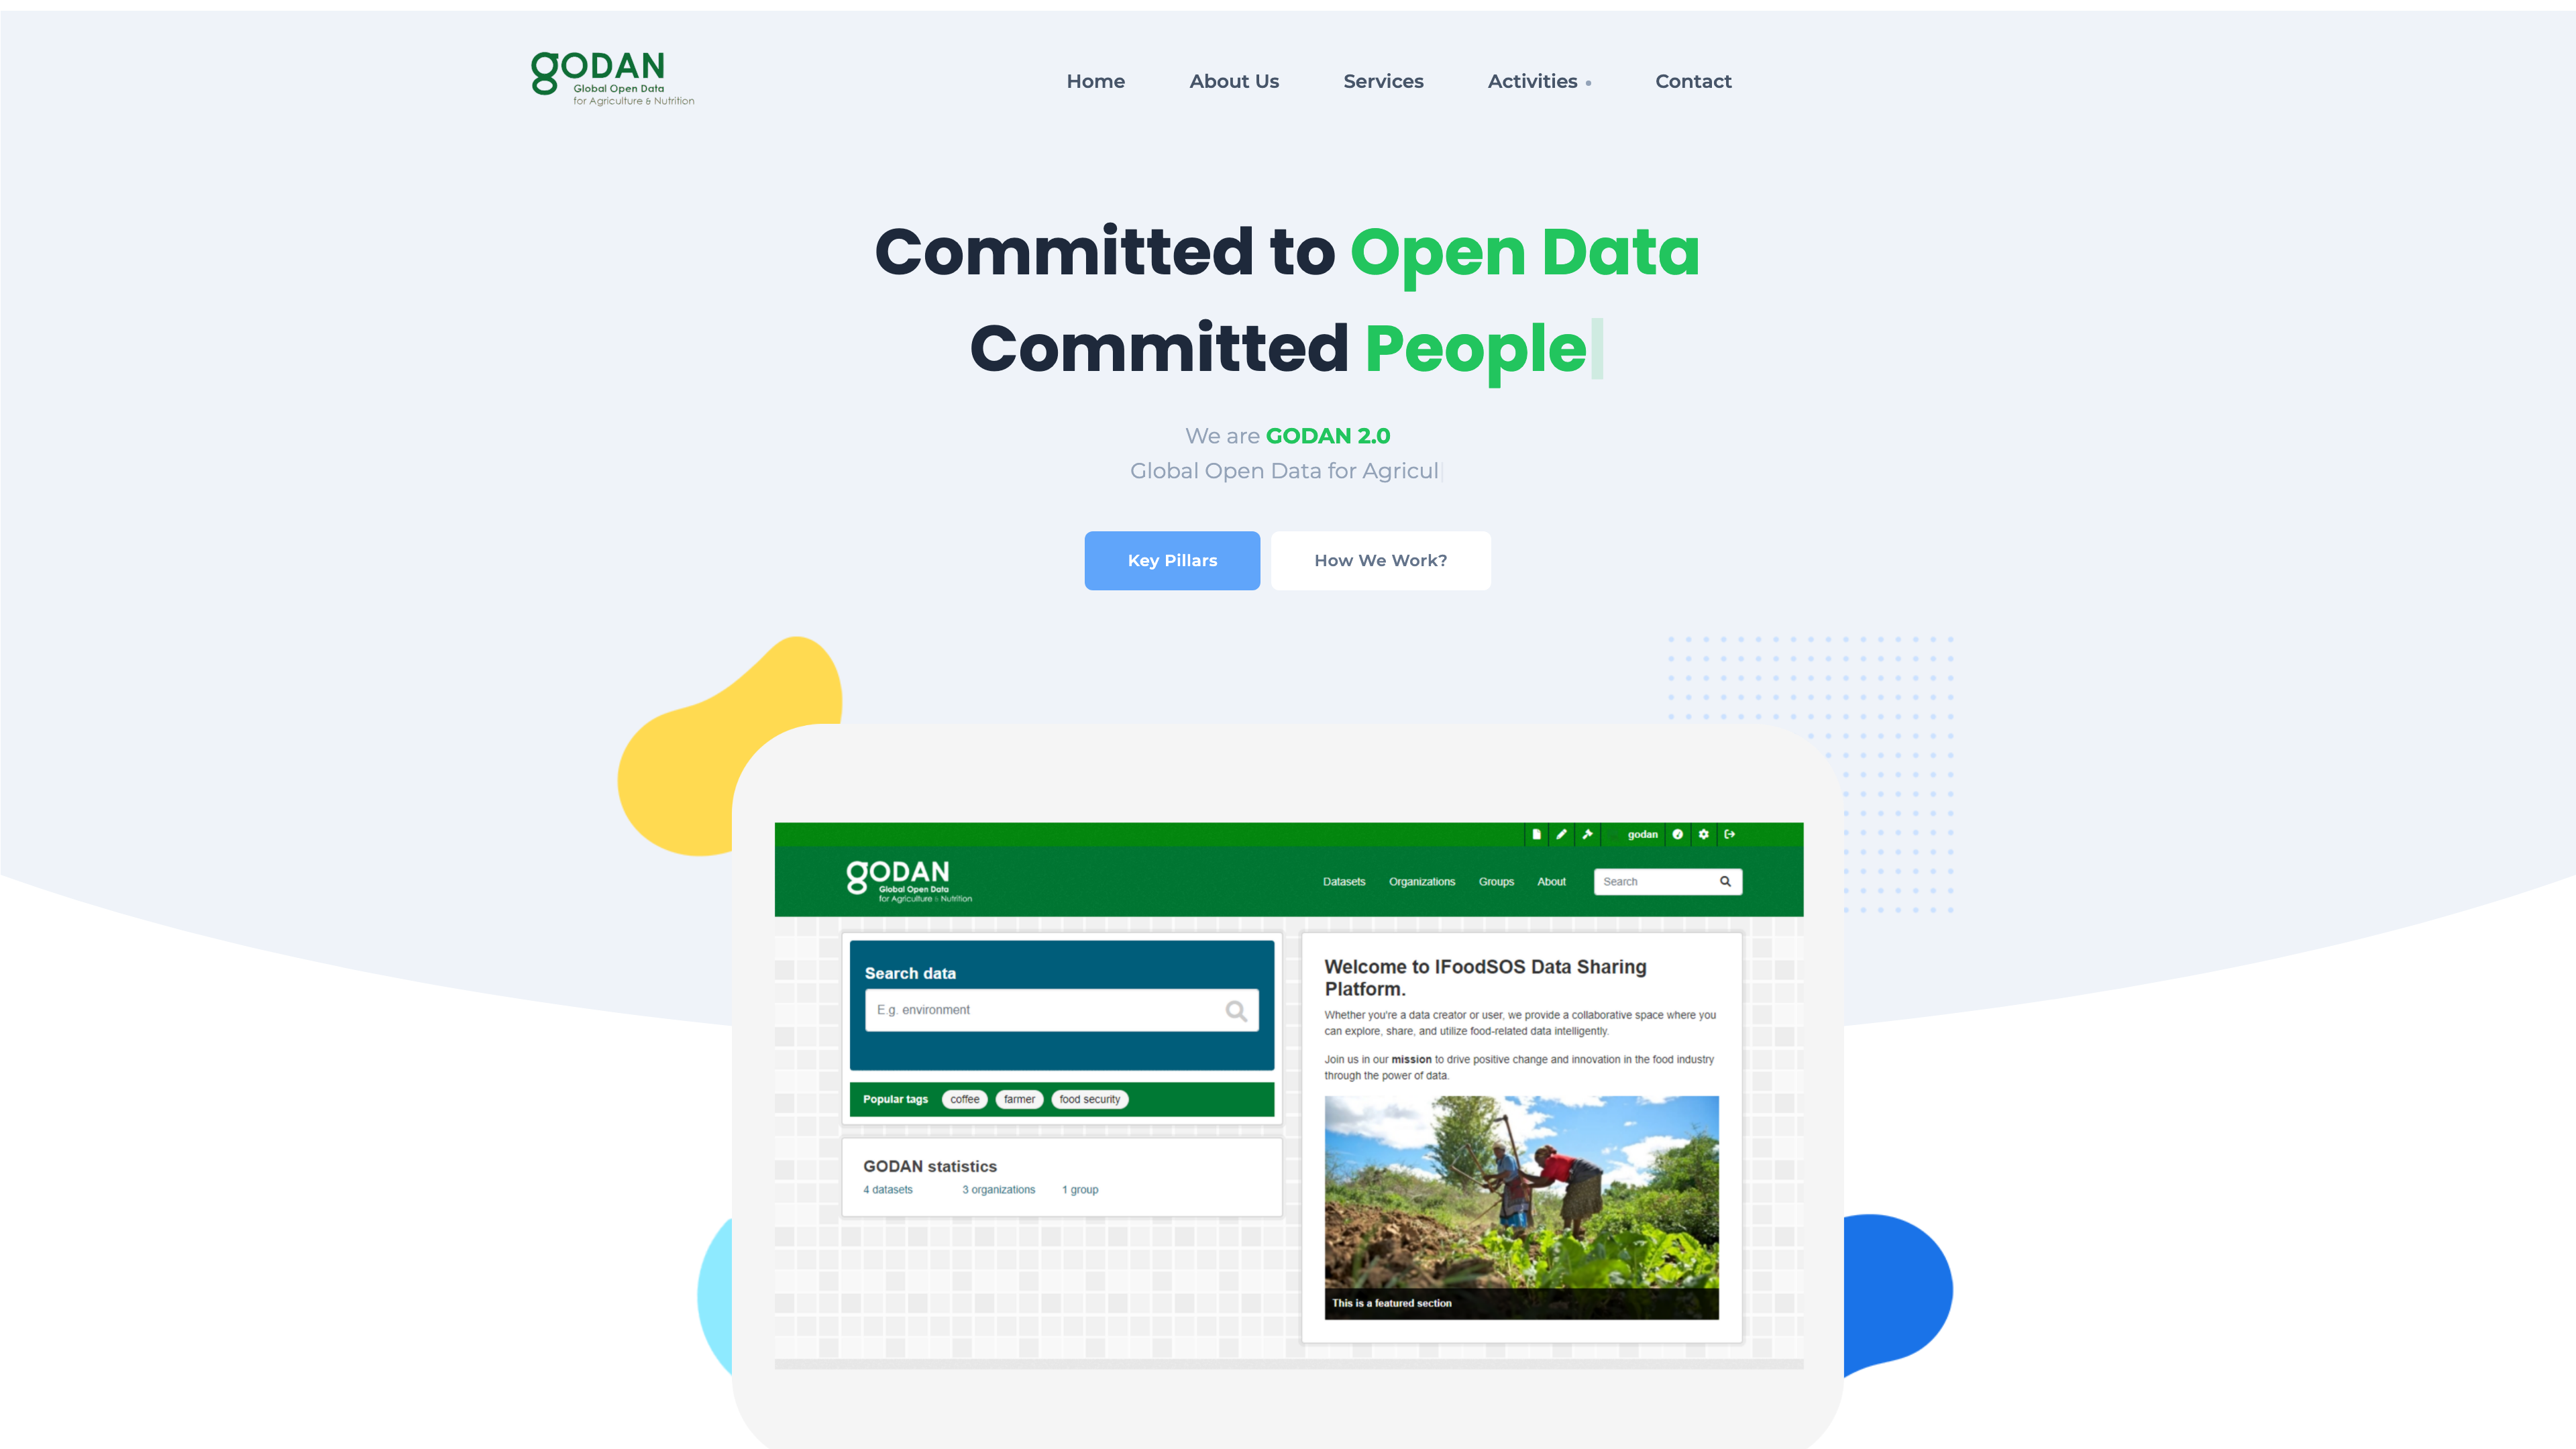 gODAN
Global Open Data
for Agriculture & Nutrition
Home
About Us
Services
Activities
Contact
Committed to Open Data
Committed People
We are GODAN 2.0
Global Open Data for Agricul
Key Pillars
How We Work?
godan
gODAN
Global Open Data
for Agriculture & Nutrition
Datasets
Organizations
Groups
About
Search
Search data
E.g. environment
Popular tags
coffee
farmer
food security
GODAN statistics
4 datasets
3 organizations
1 group
Welcome to IFoodSOS Data Sharing
Platform.
Whether you're a data creator or user, we provide a collaborative space where you
can explore, share, and utilize food-related data intelligently.
Join us in our mission to drive positive change and innovation in the food industry
through the power of data.
This is a featured section